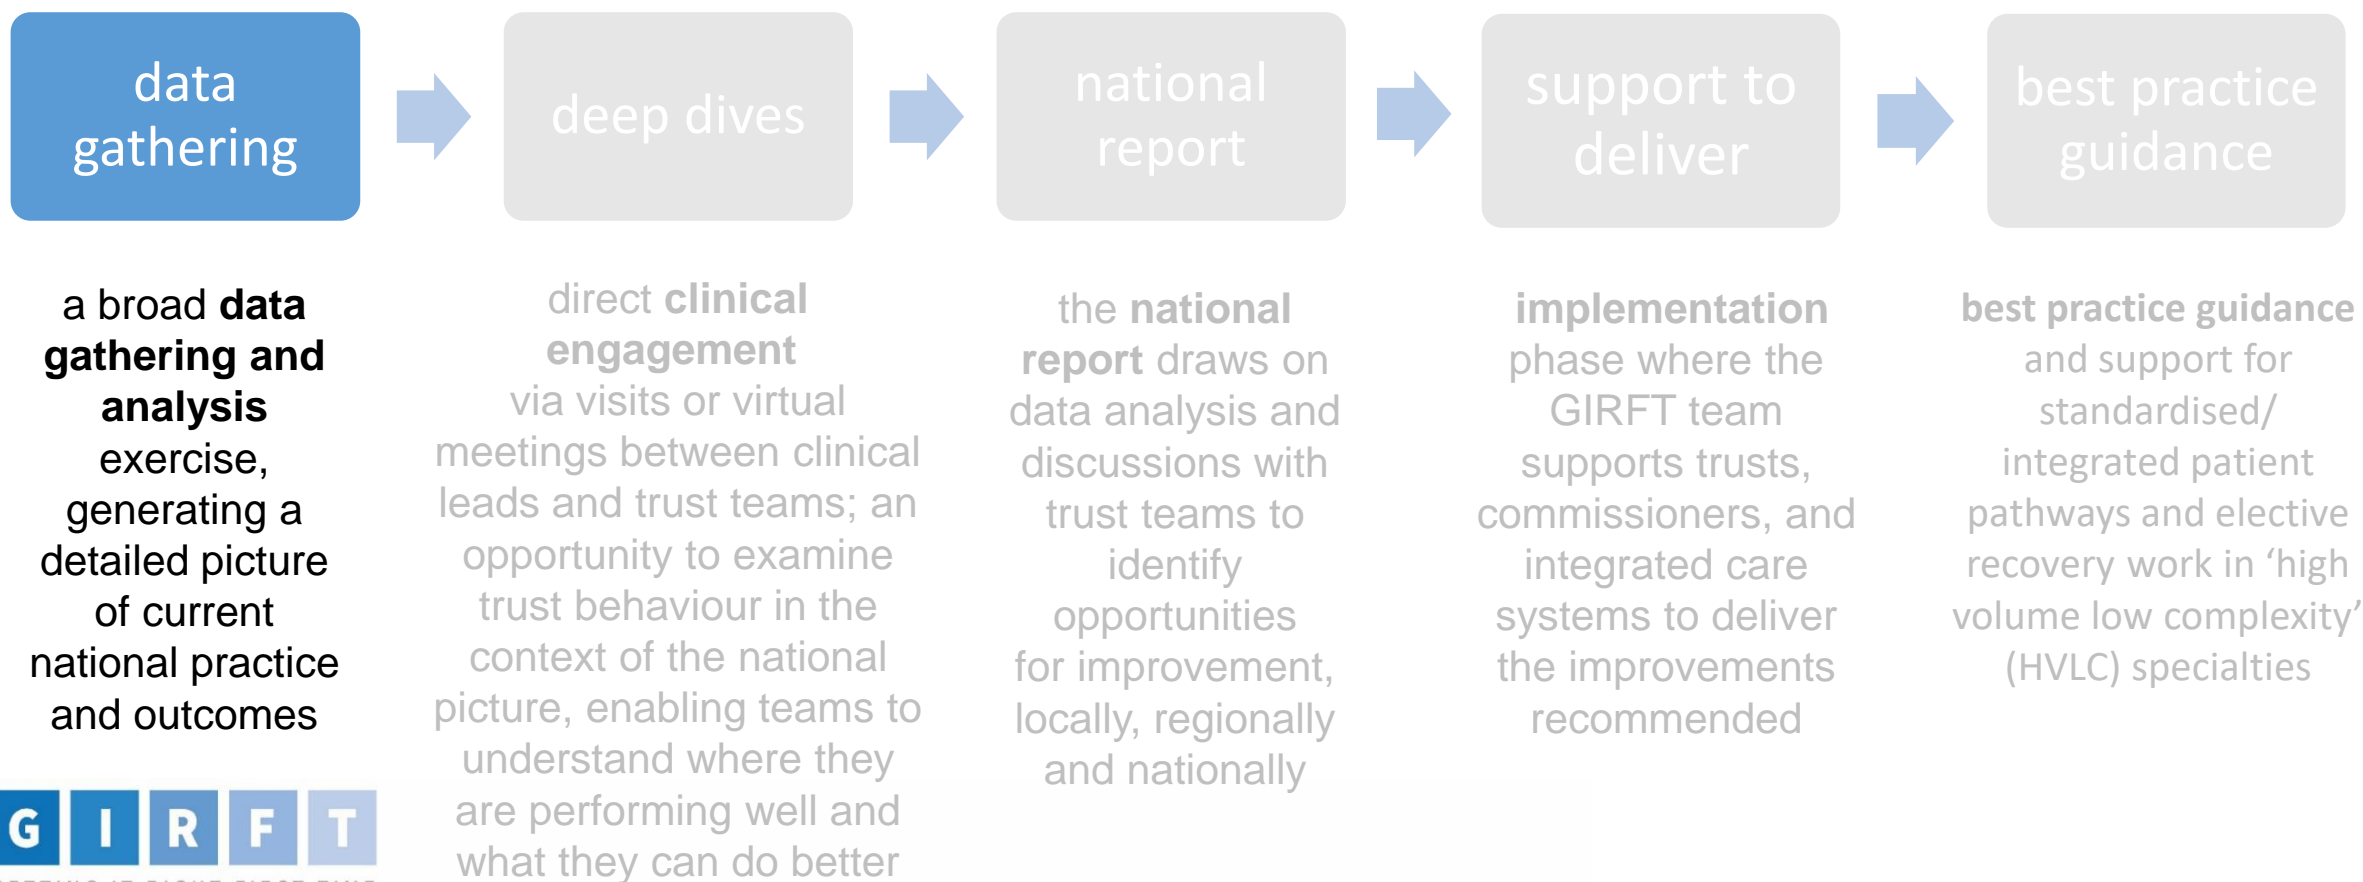 data
gathering
deep dives
national
report
support to
deliver
best practice
guidance
a broad data
gathering and
analysis
exercise,
generating a
detailed picture
of current
national practice
and outcomes
direct clinical
engagement
via visits or virtual
meetings between clinical
leads and trust teams; an
opportunity to examine
trust behaviour in the
context of the national
picture, enabling teams to
understand where they
are performing well and
what they can do better
the national
report draws on
data analysis and
discussions with
trust teams to
identify
opportunities
for improvement,
locally, regionally
and nationally
implementation
phase where the
GIRFT team
supports trusts,
commissioners, and
integrated care
systems to deliver
the improvements
recommended
best practice guidance
and support for
standardised/
integrated patient
pathways and elective
recovery work in ‘high
volume low complexity’
(HVLC) specialties
GIRFT